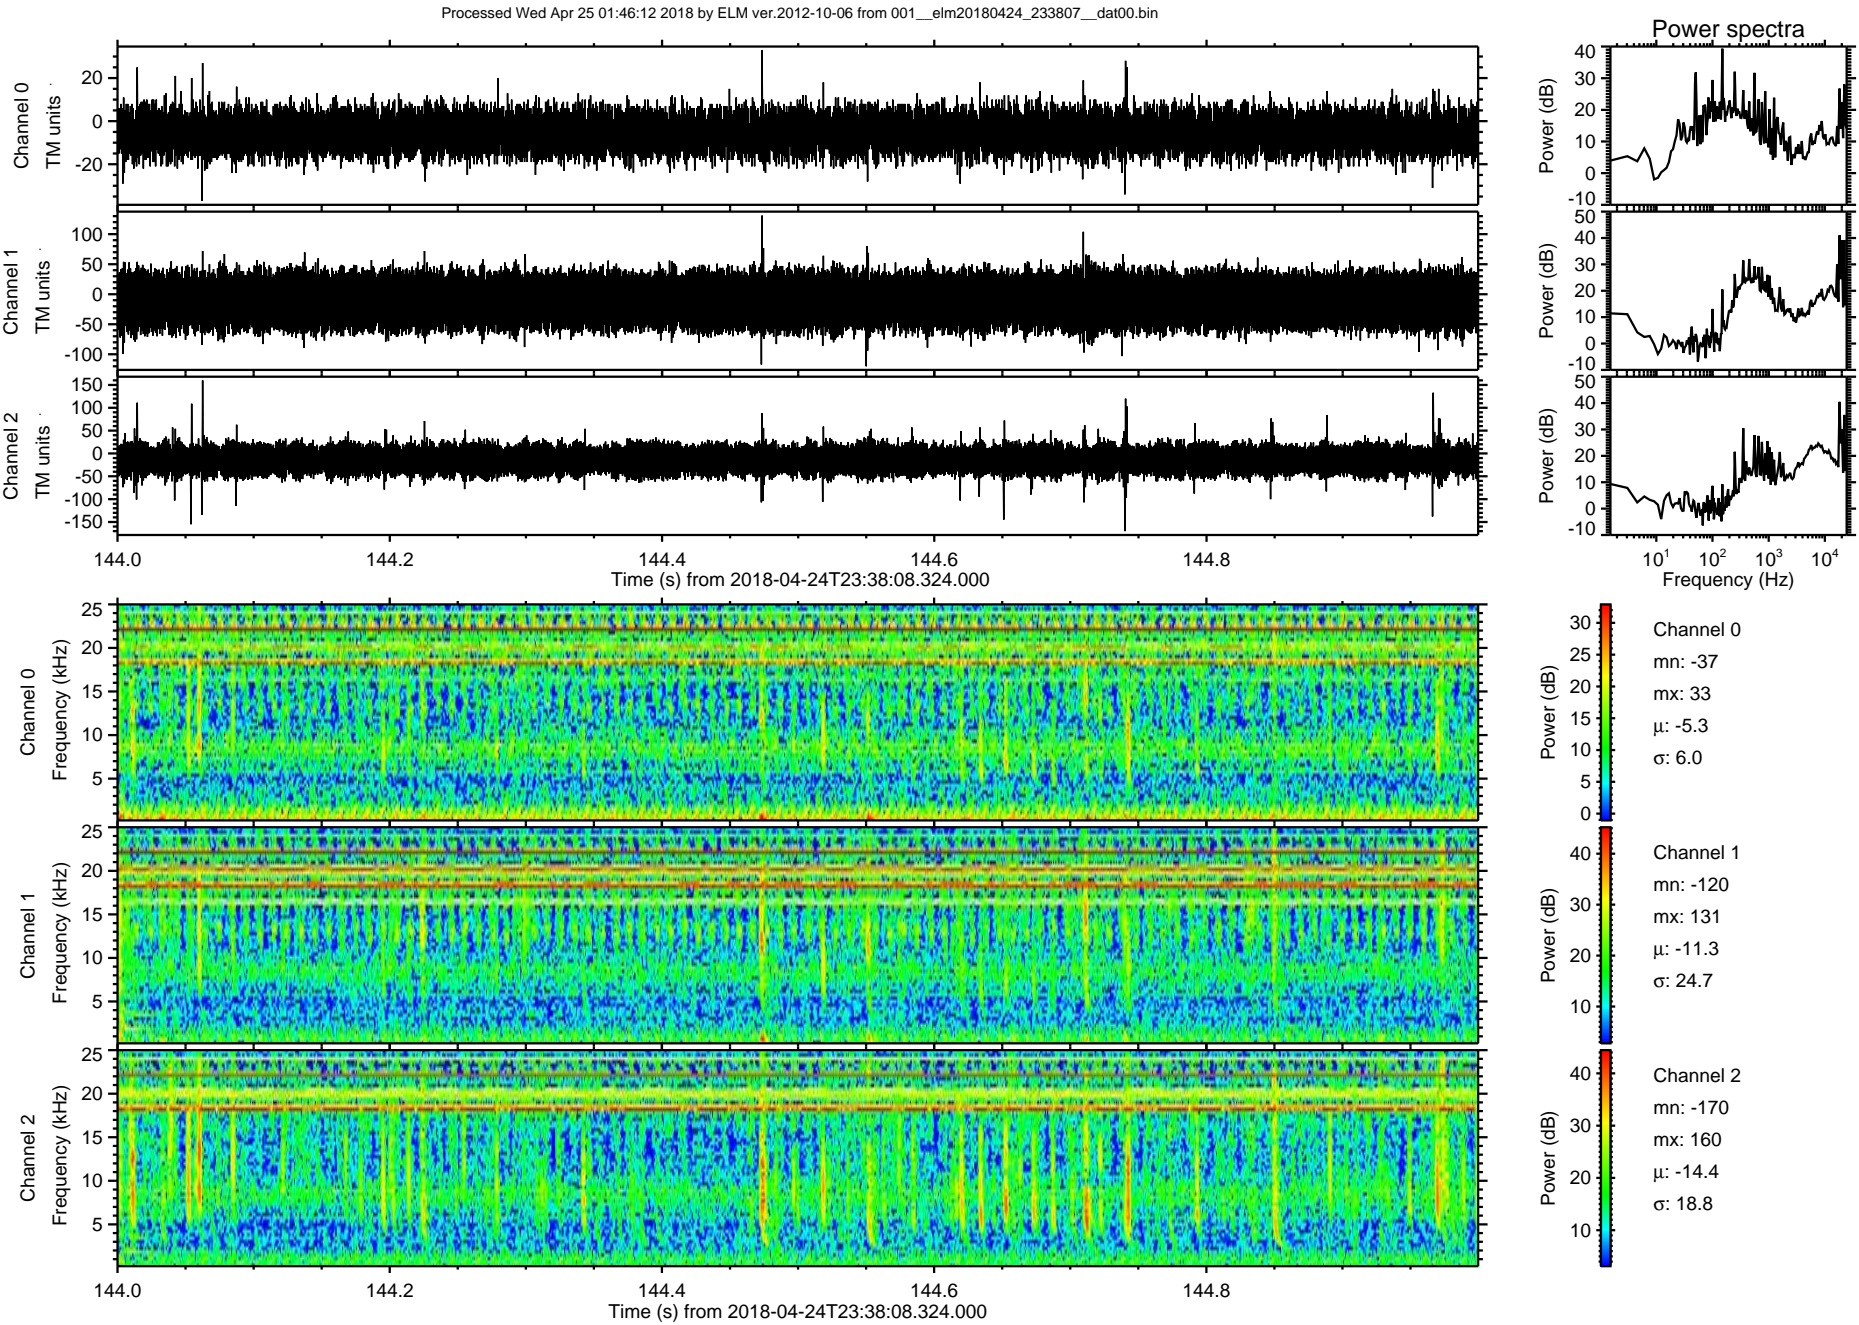 Processed Wed Apr 25 01:46:12 2018 by ELM ver.2012-10-06 from 001__elm20180424_233807__dat00.bin
Power spectra
Channel 0
TM units
20
0
-20
Power (dB)
40
30
20
10
0
-10
Channel 1
TM units
100
50
0
-50
-100
Power (dB)
50
40
30
20
10
0
-10
Channel 2
TM units
150
100
50
0
-50
-100
-150
Power (dB)
50
40
30
20
10
0
-10
144.0 144.2 144.4 144.6 144.8
Time (s) from 2018-04-24T23:38:08.324.000
10^1 10^2 10^3 10^4
Frequency (Hz)
Channel 0
Frequency (kHz)
25
20
15
10
5
Power (dB)
30
25
20
15
10
5
0
Channel 0
mn: -37
mx: 33
μ: -5.3
σ: 6.0
Channel 1
Frequency (kHz)
25
20
15
10
5
Power (dB)
40
30
20
10
Channel 1
mn: -120
mx: 131
μ: -11.3
σ: 24.7
Channel 2
Frequency (kHz)
25
20
15
10
5
Power (dB)
40
30
20
10
Channel 2
mn: -170
mx: 160
μ: -14.4
σ: 18.8
144.0 144.2 144.4 144.6 144.8
Time (s) from 2018-04-24T23:38:08.324.000